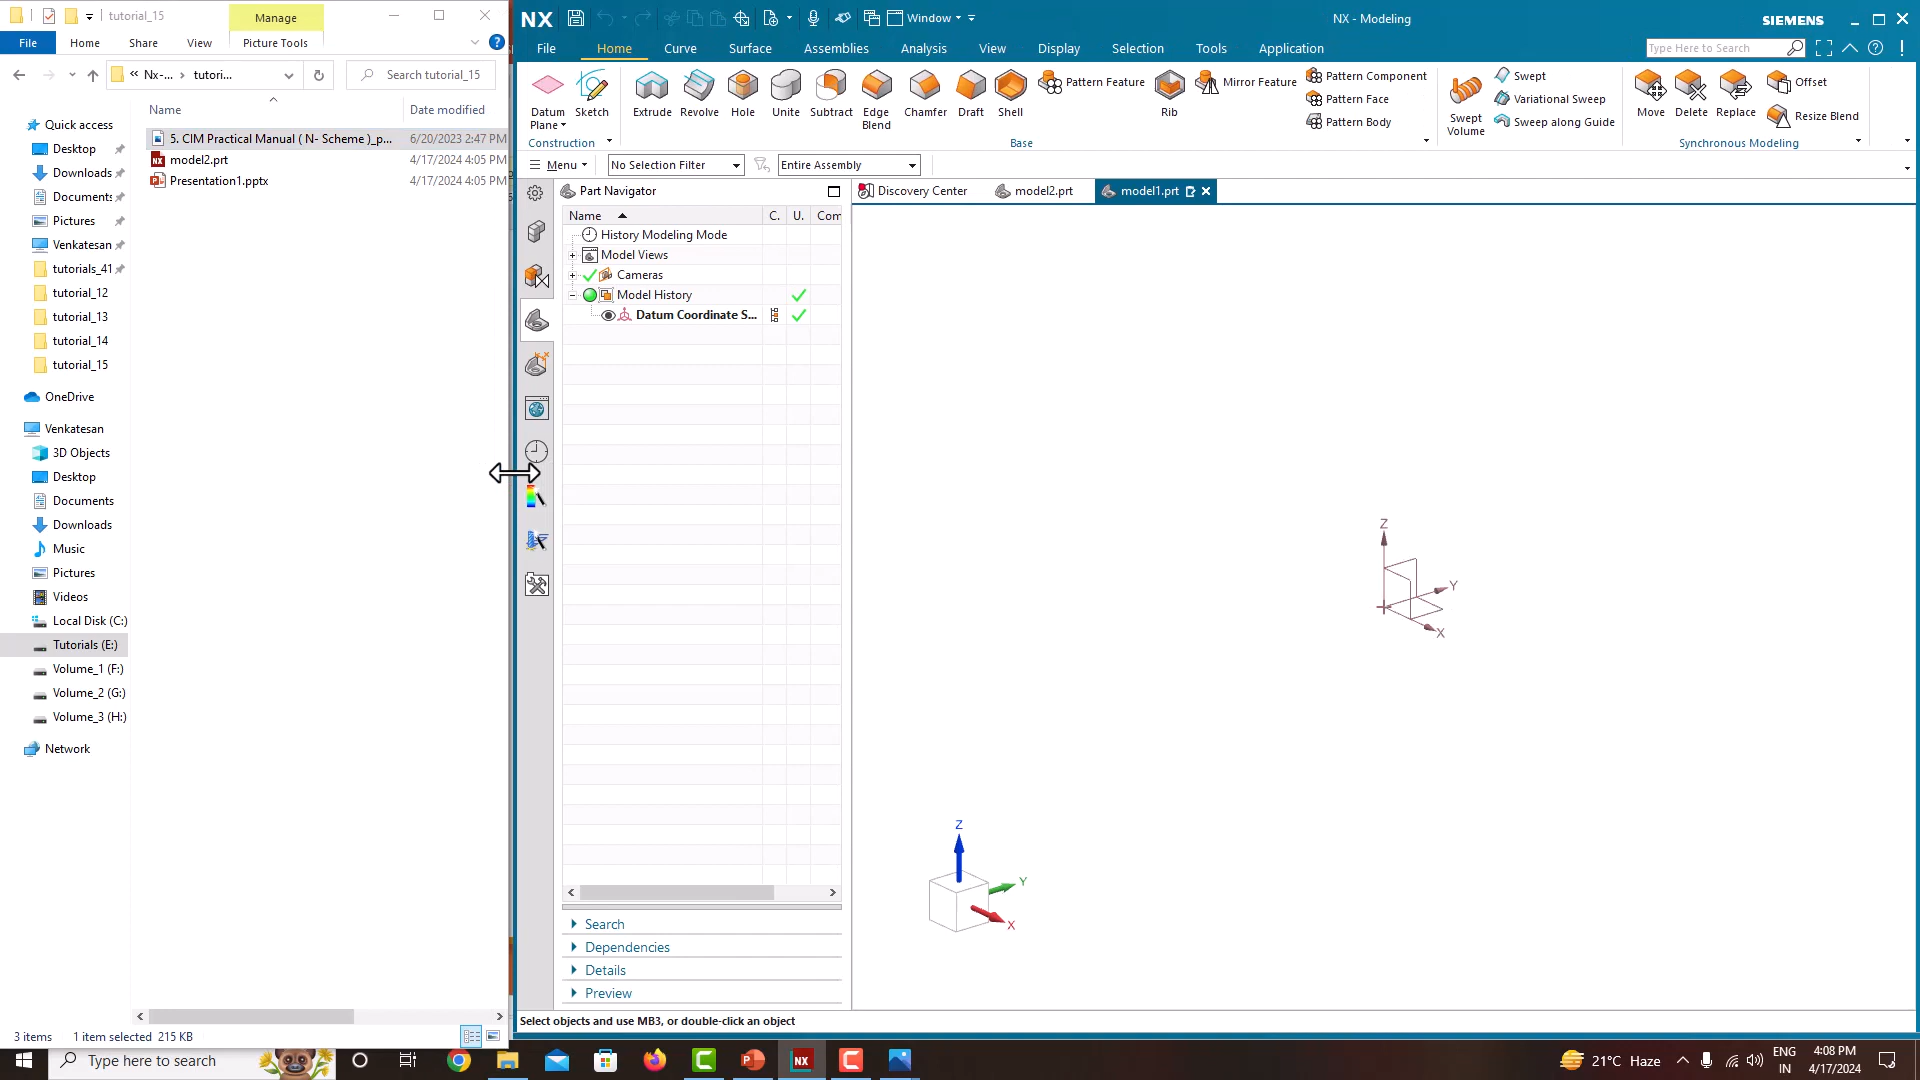 tutorial_15
Manage
NX
Window
NX - Modeling
SIEMENS
File
Home
Share
View
Picture Tools
File
Home
Curve
Surface
Assemblies
Analysis
View
Display
Selection
Tools
Application
Type Here to Search
« Nx-...
tutori...
Search tutorial_15
Datum
Plane
Sketch
Extrude
Revolve
Hole
Unite
Subtract
Edge
Blend
Chamfer
Draft
Shell
Pattern Feature
Rib
Mirror Feature
Pattern Component
Pattern Face
Pattern Body
Swept
Volume
Swept
Variational Sweep
Sweep along Guide
Move
Delete
Replace
Offset
Resize Blend
Construction
Base
Synchronous Modeling
Menu
No Selection Filter
Entire Assembly
Name
Date modified
5. CIM Practical Manual ( N- Scheme )_p...
6/20/2023 2:47 PM
model2.prt
4/17/2024 4:05 PM
Presentation1.pptx
4/17/2024 4:05 PM
Quick access
Desktop
Downloads
Documents
Pictures
Venkatesan
tutorials_41
tutorial_12
tutorial_13
tutorial_14
tutorial_15
OneDrive
Venkatesan
3D Objects
Desktop
Documents
Downloads
Music
Pictures
Videos
Local Disk (C:)
Tutorials (E:)
Volume_1 (F:)
Volume_2 (G:)
Volume_3 (H:)
Network
3 items
1 item selected 215 KB
Part Navigator
Name
C.
U.
Com
History Modeling Mode
Model Views
Cameras
Model History
Datum Coordinate S...
Search
Dependencies
Details
Preview
Discovery Center
model2.prt
model1.prt
Z
Y
X
Z
Y
X
Select objects and use MB3, or double-click an object
Type here to search
NX
21°C Haze
ENG
IN
4:08 PM
4/17/2024